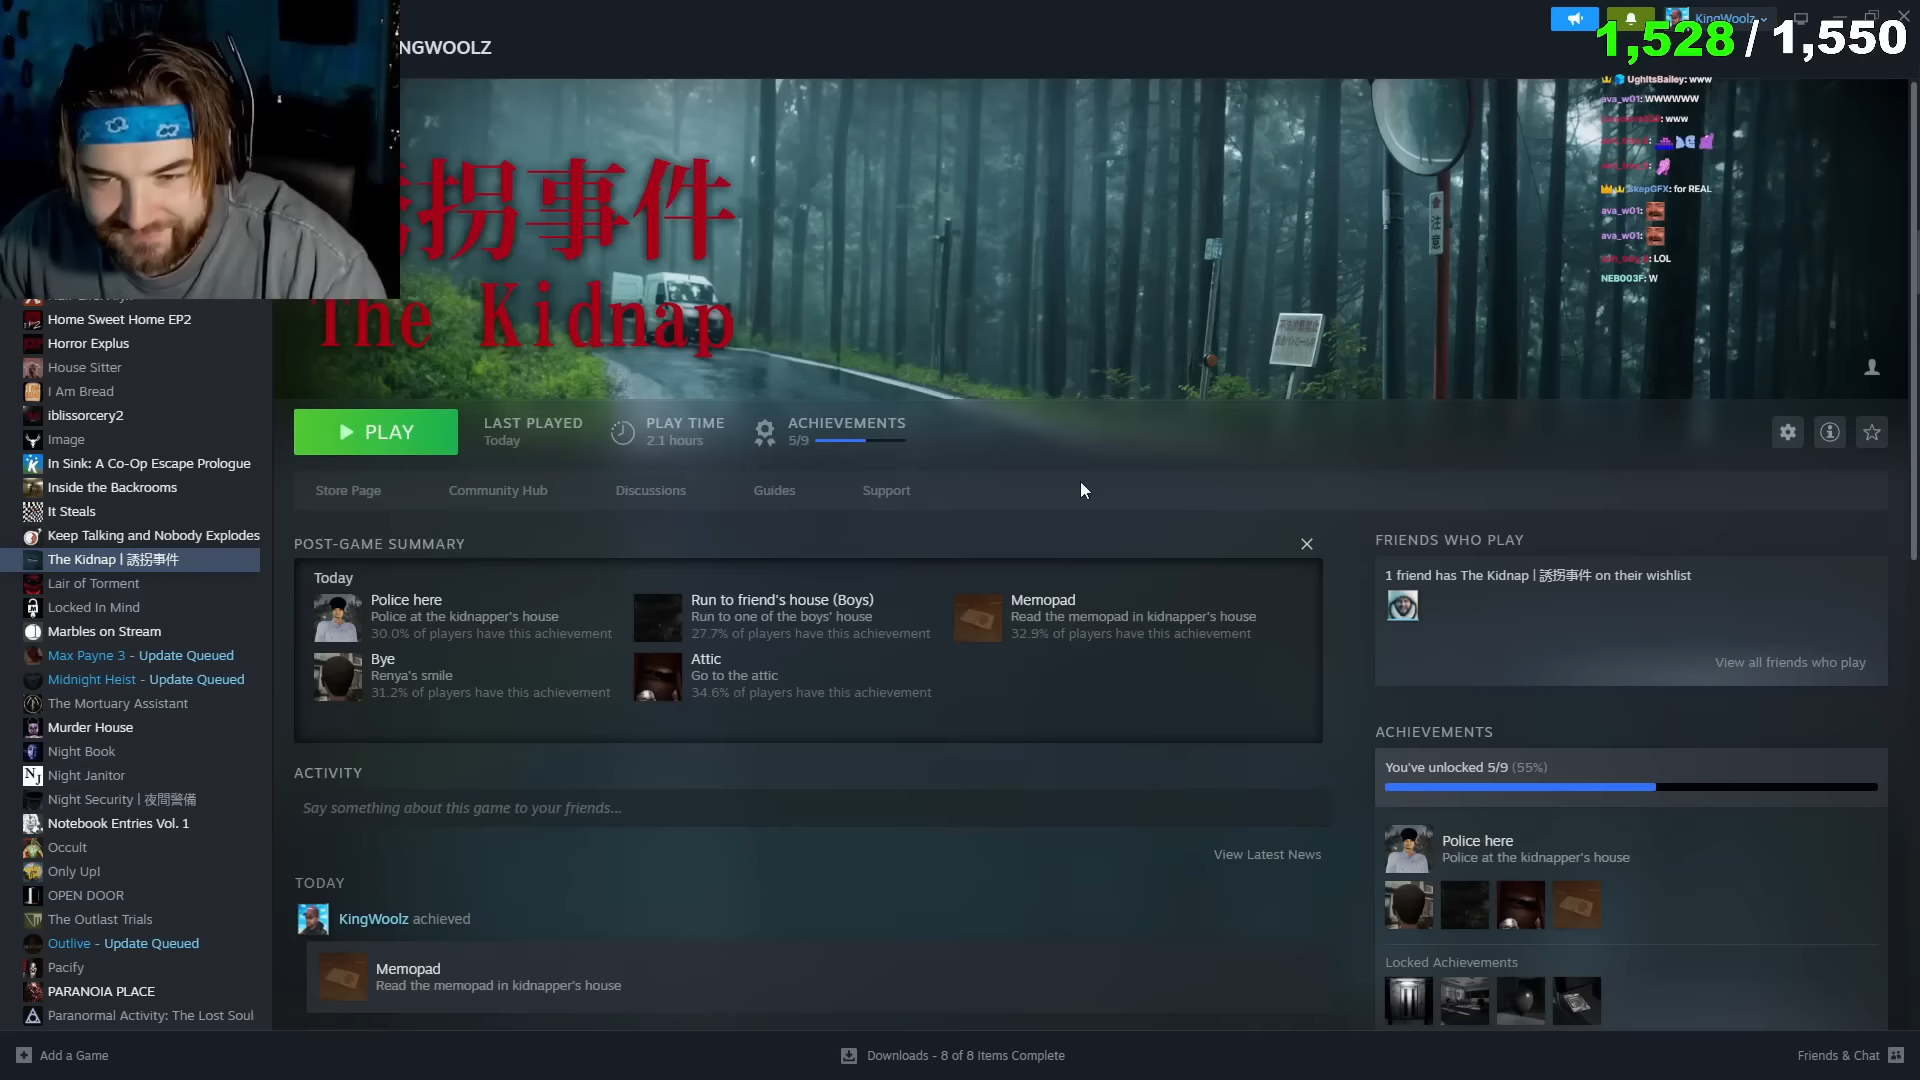 NGWOOLZ
KingWoolz
1,528 / 1,550
UghItsBailey: www
ava_w01: WWWWWW
www
SkepGFX: for REAL
ava_w01:
ava_w01:
LOL
NEB003F: W
拐事件
The Kidnap
PLAY
LAST PLAYED
Today
PLAY TIME
2.1 hours
ACHIEVEMENTS
5/9
Store Page
Community Hub
Discussions
Guides
Support
Home Sweet Home EP2
Horror Explus
House Sitter
I Am Bread
iblissorcery2
Image
In Sink: A Co-Op Escape Prologue
Inside the Backrooms
It Steals
Keep Talking and Nobody Explodes
The Kidnap | 誘拐事件
Lair of Torment
Locked In Mind
Marbles on Stream
Max Payne 3 - Update Queued
Midnight Heist - Update Queued
The Mortuary Assistant
Murder House
Night Book
Night Janitor
Night Security | 夜間警備
Notebook Entries Vol. 1
Occult
Only Up!
OPEN DOOR
The Outlast Trials
Outlive - Update Queued
Pacify
PARANOIA PLACE
Paranormal Activity: The Lost Soul
POST-GAME SUMMARY
Today
Police here
Police at the kidnapper's house
30.0% of players have this achievement
Run to friend's house (Boys)
Run to one of the boys' house
27.7% of players have this achievement
Memopad
Read the memopad in kidnapper's house
32.9% of players have this achievement
Bye
Renya's smile
31.2% of players have this achievement
Attic
Go to the attic
34.6% of players have this achievement
ACTIVITY
Say something about this game to your friends...
View Latest News
TODAY
KingWoolz achieved
Memopad
Read the memopad in kidnapper's house
FRIENDS WHO PLAY
1 friend has The Kidnap | 誘拐事件 on their wishlist
View all friends who play
ACHIEVEMENTS
You've unlocked 5/9 (55%)
Police here
Police at the kidnapper's house
Locked Achievements
Add a Game
Downloads - 8 of 8 Items Complete
Friends & Chat